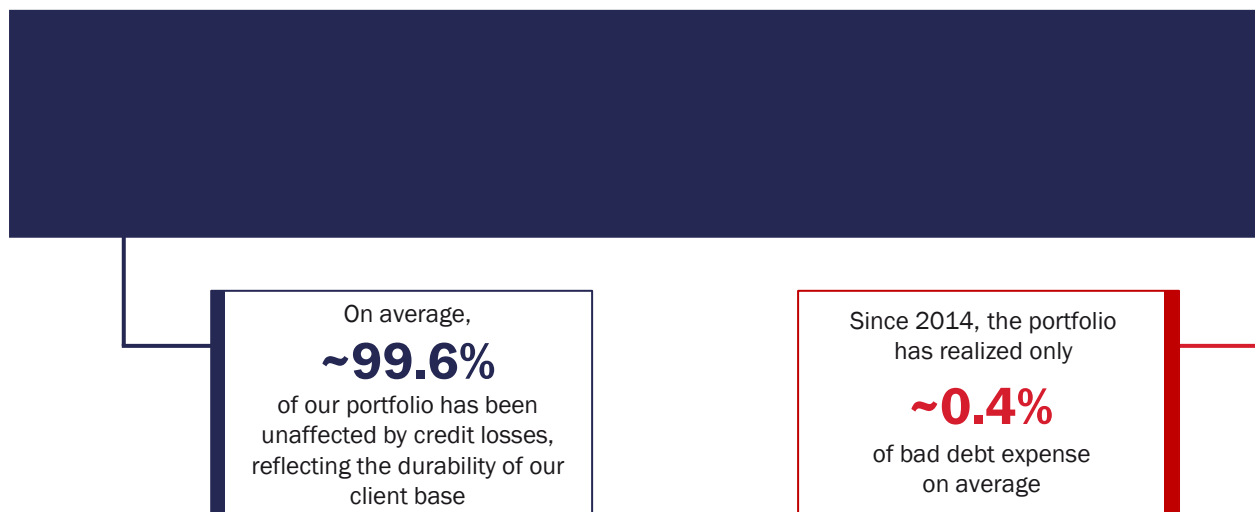 On average,
~99.6%
of our portfolio has been
unaffected by credit losses,
reflecting the durability of our
client base
Since 2014, the portfolio
has realized only
~0.4%
of bad debt expense
on average